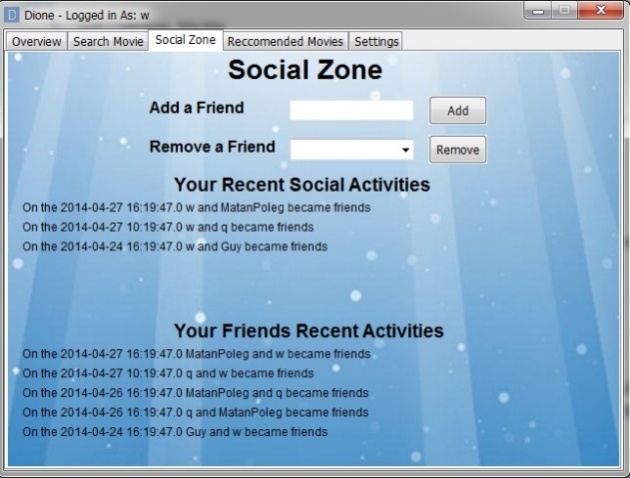 D Dione - Logged in As: w
Overview Search Movie Social Zone Reccomended Movies Settings
Social Zone
Add a Friend Add
Remove a Friend Remove
Your Recent Social Activities
On the 2014-04-27 16:19:47.0 w and MatanPoleg became friends
On the 2014-04-27 10:19:47.0 w and q became friends
On the 2014-04-24 16:19:47.0 w and Guy became friends
Your Friends Recent Activities
On the 2014-04-27 16:19:47.0 MatanPoleg and w became friends
On the 2014-04-27 10:19:47.0 q and w became friends
On the 2014-04-26 16:19:47.0 MatanPoleg and q became friends
On the 2014-04-26 16:19:47.0 q and MatanPoleg became friends
On the 2014-04-24 16:19:47.0 Guy and w became friends